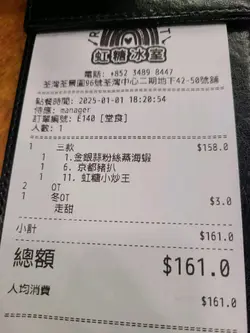 虹糖冰室
電話: +852 3489 8447
荃灣荃景圍96號荃灣中心二期地下42-50號舖
點餐時間: 2025-01-01 18:20:54
侍應: manager
訂單編號: E140 [堂食]
人數: 1
1 三款 $158.0
1 1.金銀蒜粉絲蒸海蝦
1 6.京都豬扒
1 11.虹糖小炒王
2 OT
1 冬OT $3.0
走甜
小計 $161.0
總額 $161.0
人均消費 $161.0